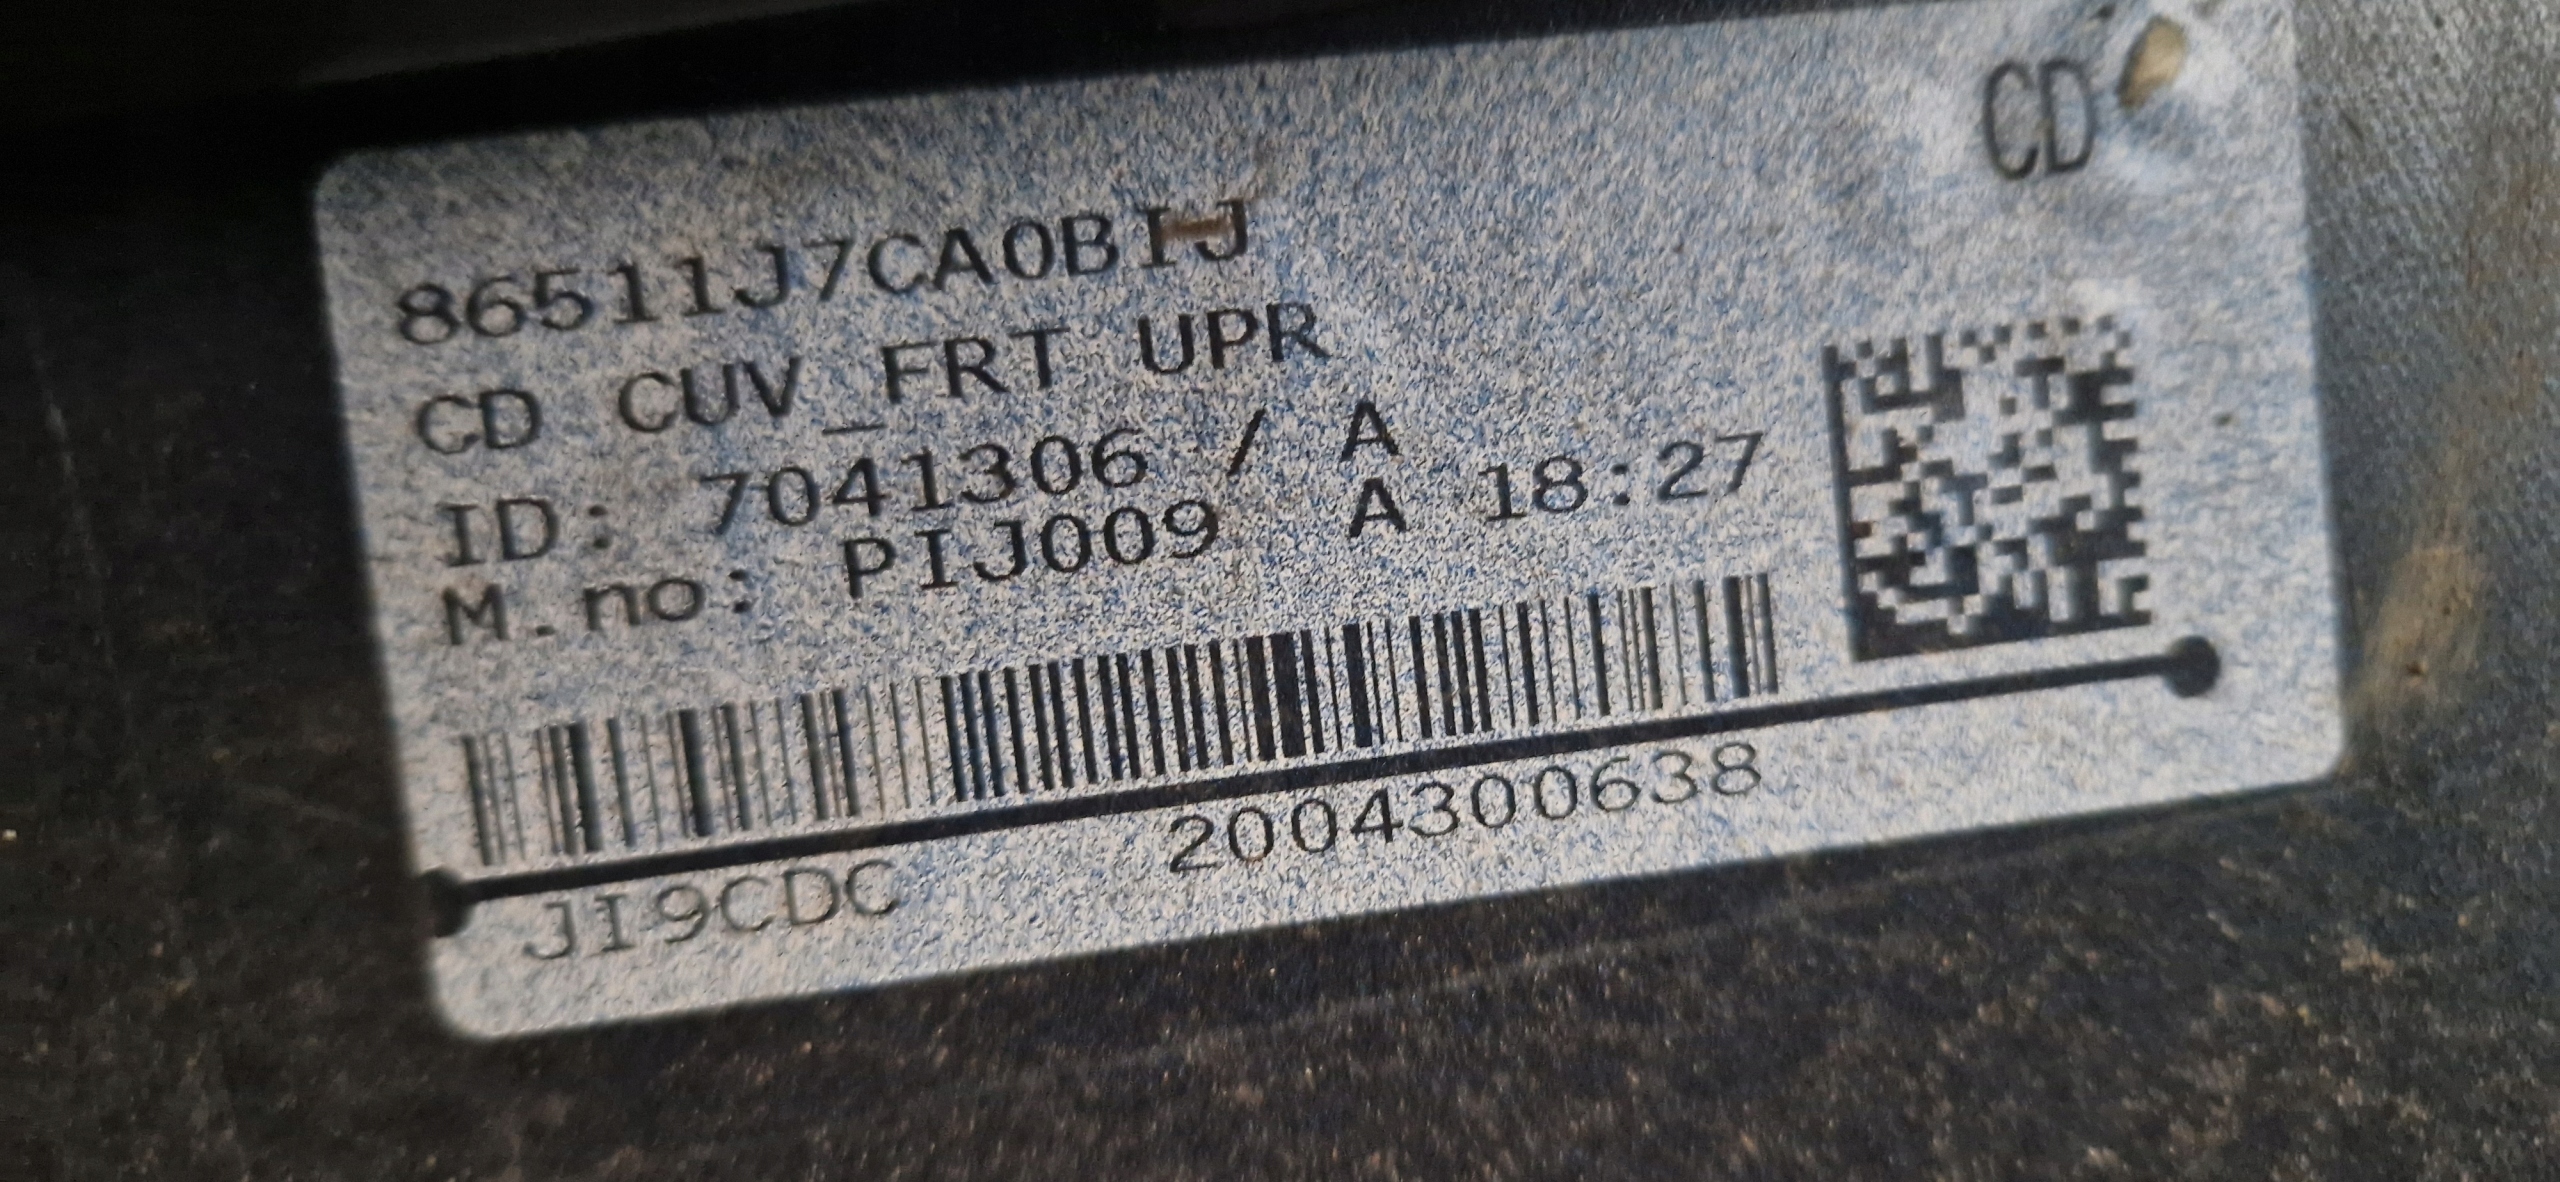 CD
86511J7CA0BIJ
CD CUV_FRT UPR
ID: 7041306 / A
M.no: PIJ009 A 18:27
JI9CDC 2004300638